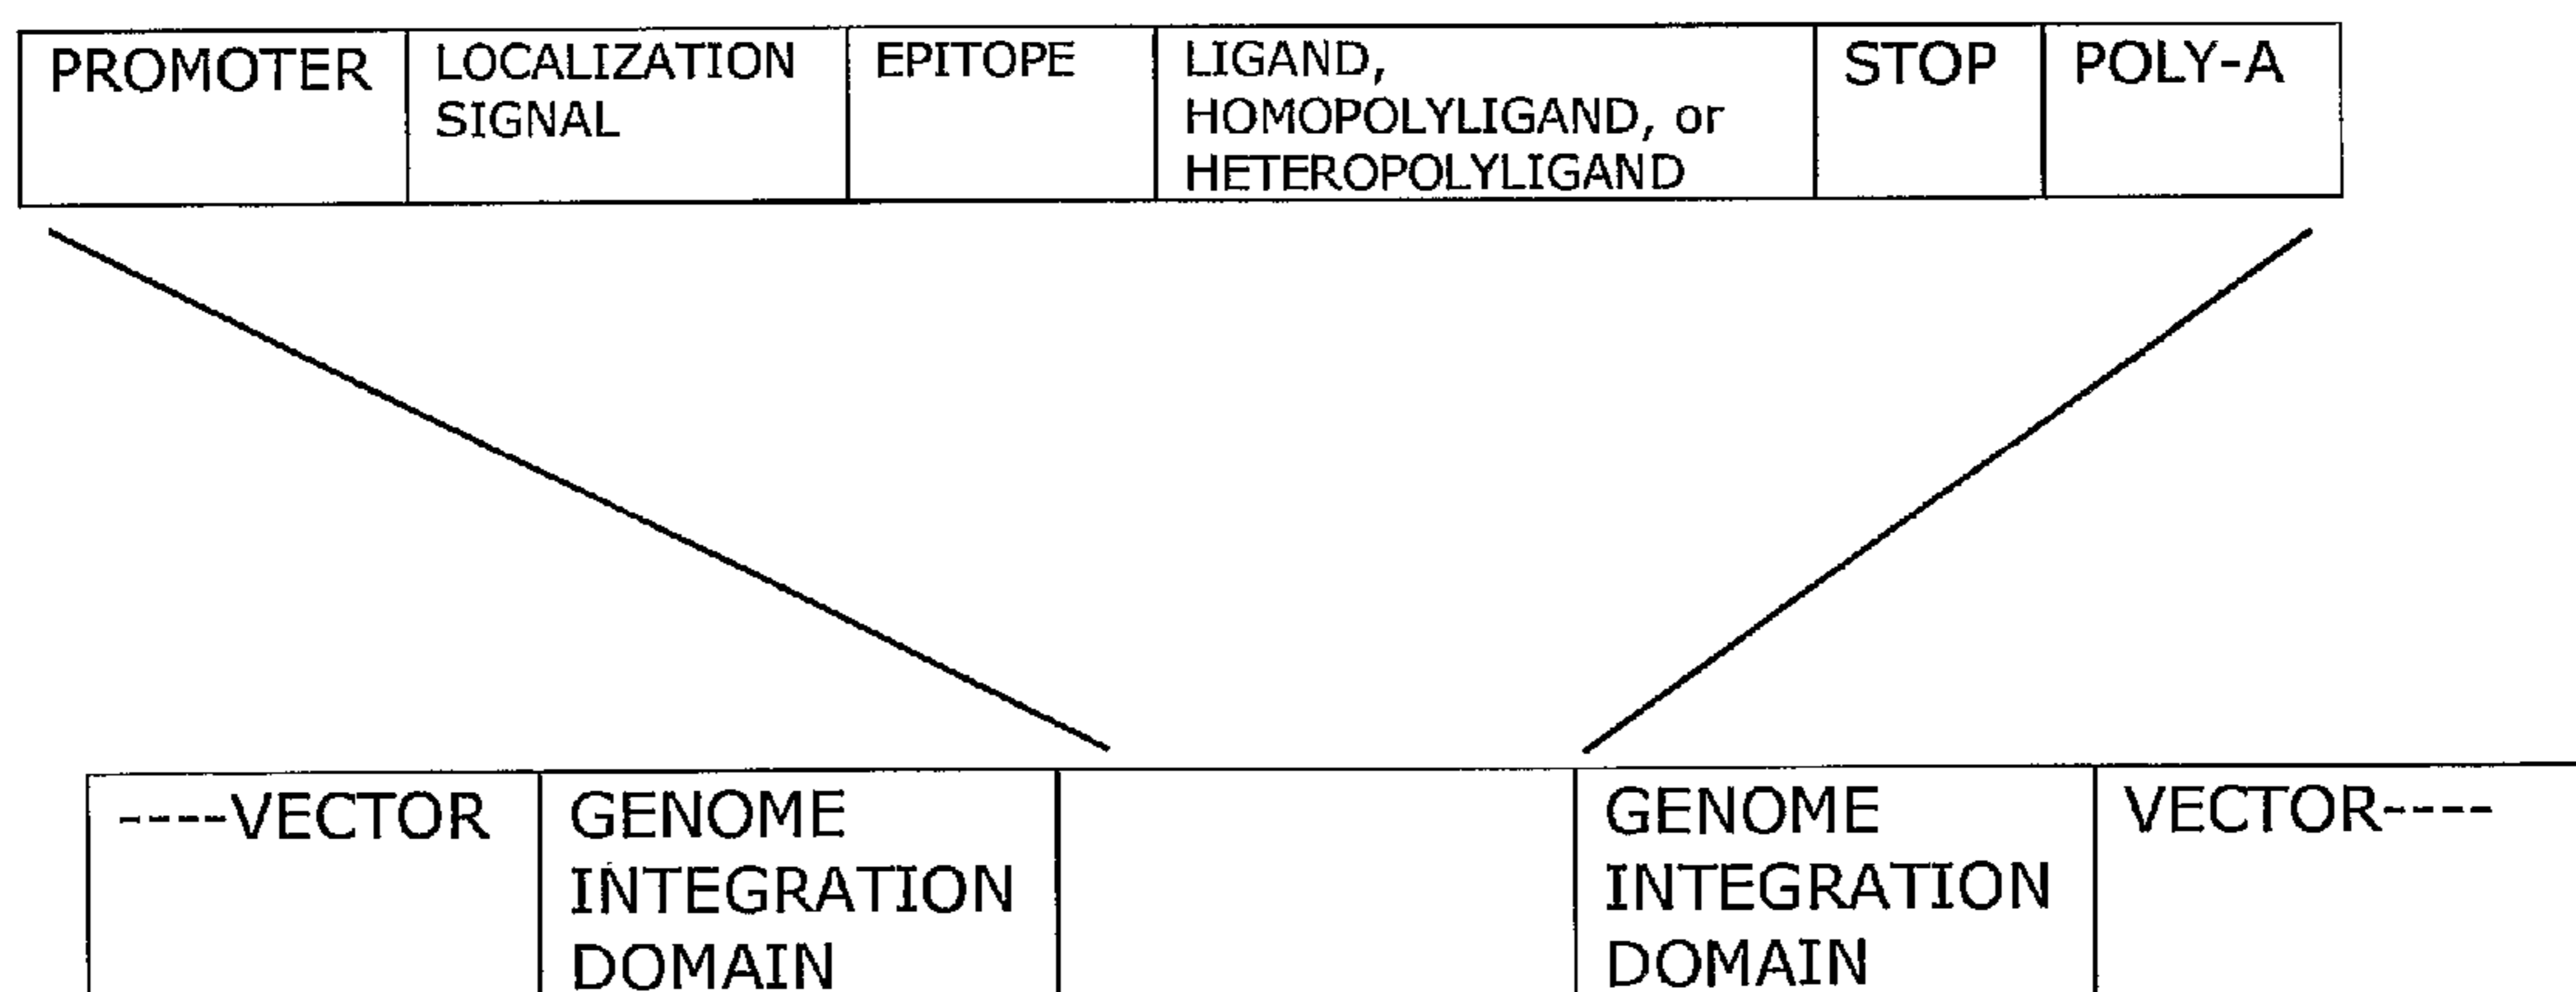 PROMOTER
LOCALIZATION
SIGNAL
EPITOPE
LIGAND,
HOMOPOLYLIGAND, or
HETEROPOLYLIGAND
STOP
POLY-A
----VECTOR
GENOME
INTEGRATION
DOMAIN
GENOME
INTEGRATION
DOMAIN
VECTOR----